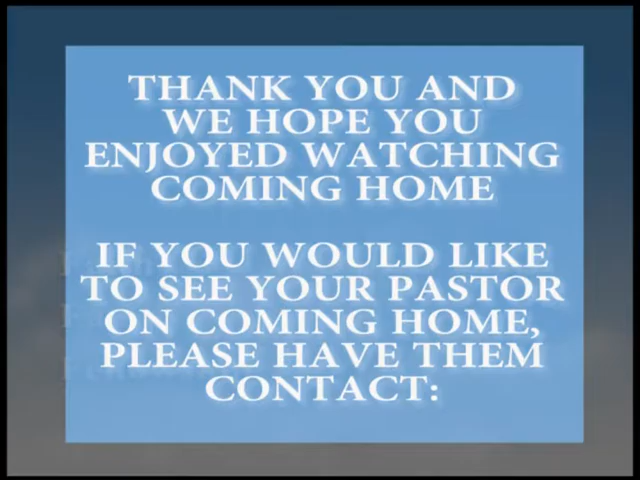 THANK YOU AND
WE HOPE YOU
ENJOYED WATCHING
COMING HOME
IF YOU WOULD LIKE
TO SEE YOUR PASTOR
ON COMING HOME,
PLEASE HAVE THEM
CONTACT: